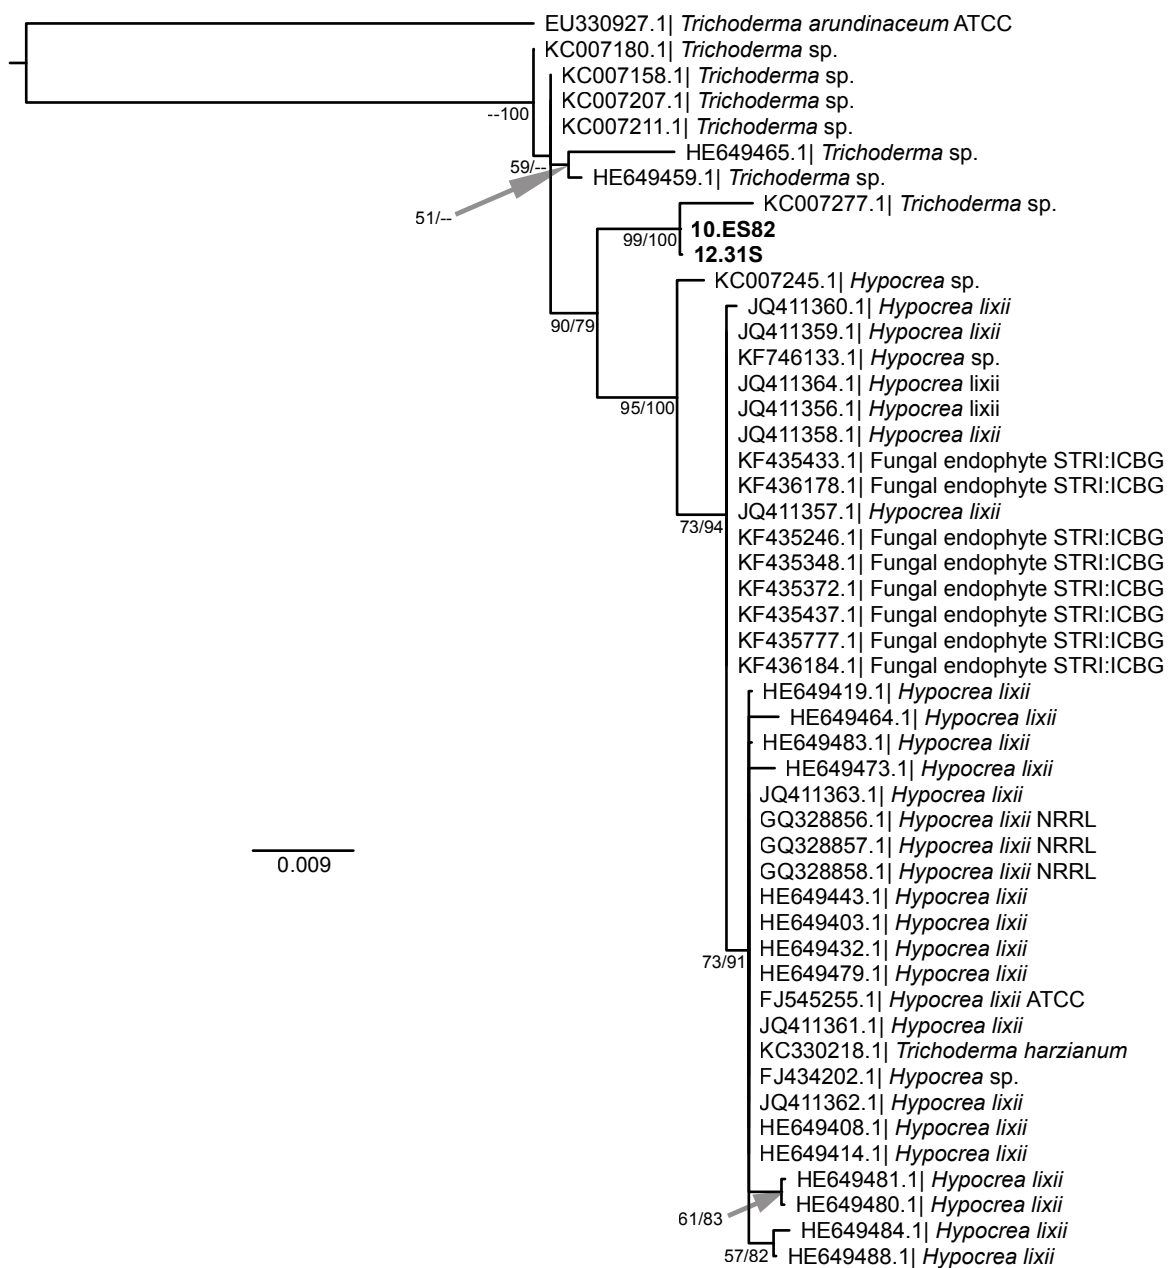 EU330927.1| Trichoderma arundinaceum ATCC
KC007180.1| Trichoderma sp.
KC007158.1| Trichoderma sp.
KC007207.1| Trichoderma sp.
--100
KC007211.1| Trichoderma sp.
HE649465.1| Trichoderma sp.
59/--
HE649459.1| Trichoderma sp.
51/--
KC007277.1| Trichoderma sp.
10.ES82
99/100
12.31S
KC007245.1| Hypocrea sp.
JQ411360.1| Hypocrea lixii
90/79
JQ411359.1| Hypocrea lixii
KF746133.1| Hypocrea sp.
JQ411364.1| Hypocrea lixii
95/100
JQ411356.1| Hypocrea lixii
JQ411358.1| Hypocrea lixii
KF435433.1| Fungal endophyte STRI:ICBG
KF436178.1| Fungal endophyte STRI:ICBG
JQ411357.1| Hypocrea lixii
73/94
KF435246.1| Fungal endophyte STRI:ICBG
KF435348.1| Fungal endophyte STRI:ICBG
KF435372.1| Fungal endophyte STRI:ICBG
KF435437.1| Fungal endophyte STRI:ICBG
KF435777.1| Fungal endophyte STRI:ICBG
KF436184.1| Fungal endophyte STRI:ICBG
HE649419.1| Hypocrea lixii
HE649464.1| Hypocrea lixii
HE649483.1| Hypocrea lixii
HE649473.1| Hypocrea lixii
JQ411363.1| Hypocrea lixii
GQ328856.1| Hypocrea lixii NRRL
GQ328857.1| Hypocrea lixii NRRL
0.009
GQ328858.1| Hypocrea lixii NRRL
HE649443.1| Hypocrea lixii
HE649403.1| Hypocrea lixii
HE649432.1| Hypocrea lixii
73/91
HE649479.1| Hypocrea lixii
FJ545255.1| Hypocrea lixii ATCC
JQ411361.1| Hypocrea lixii
KC330218.1| Trichoderma harzianum
FJ434202.1| Hypocrea sp.
JQ411362.1| Hypocrea lixii
HE649408.1| Hypocrea lixii
HE649414.1| Hypocrea lixii
HE649481.1| Hypocrea lixii
HE649480.1| Hypocrea lixii
61/83
HE649484.1| Hypocrea lixii
57/82
HE649488.1| Hypocrea lixii